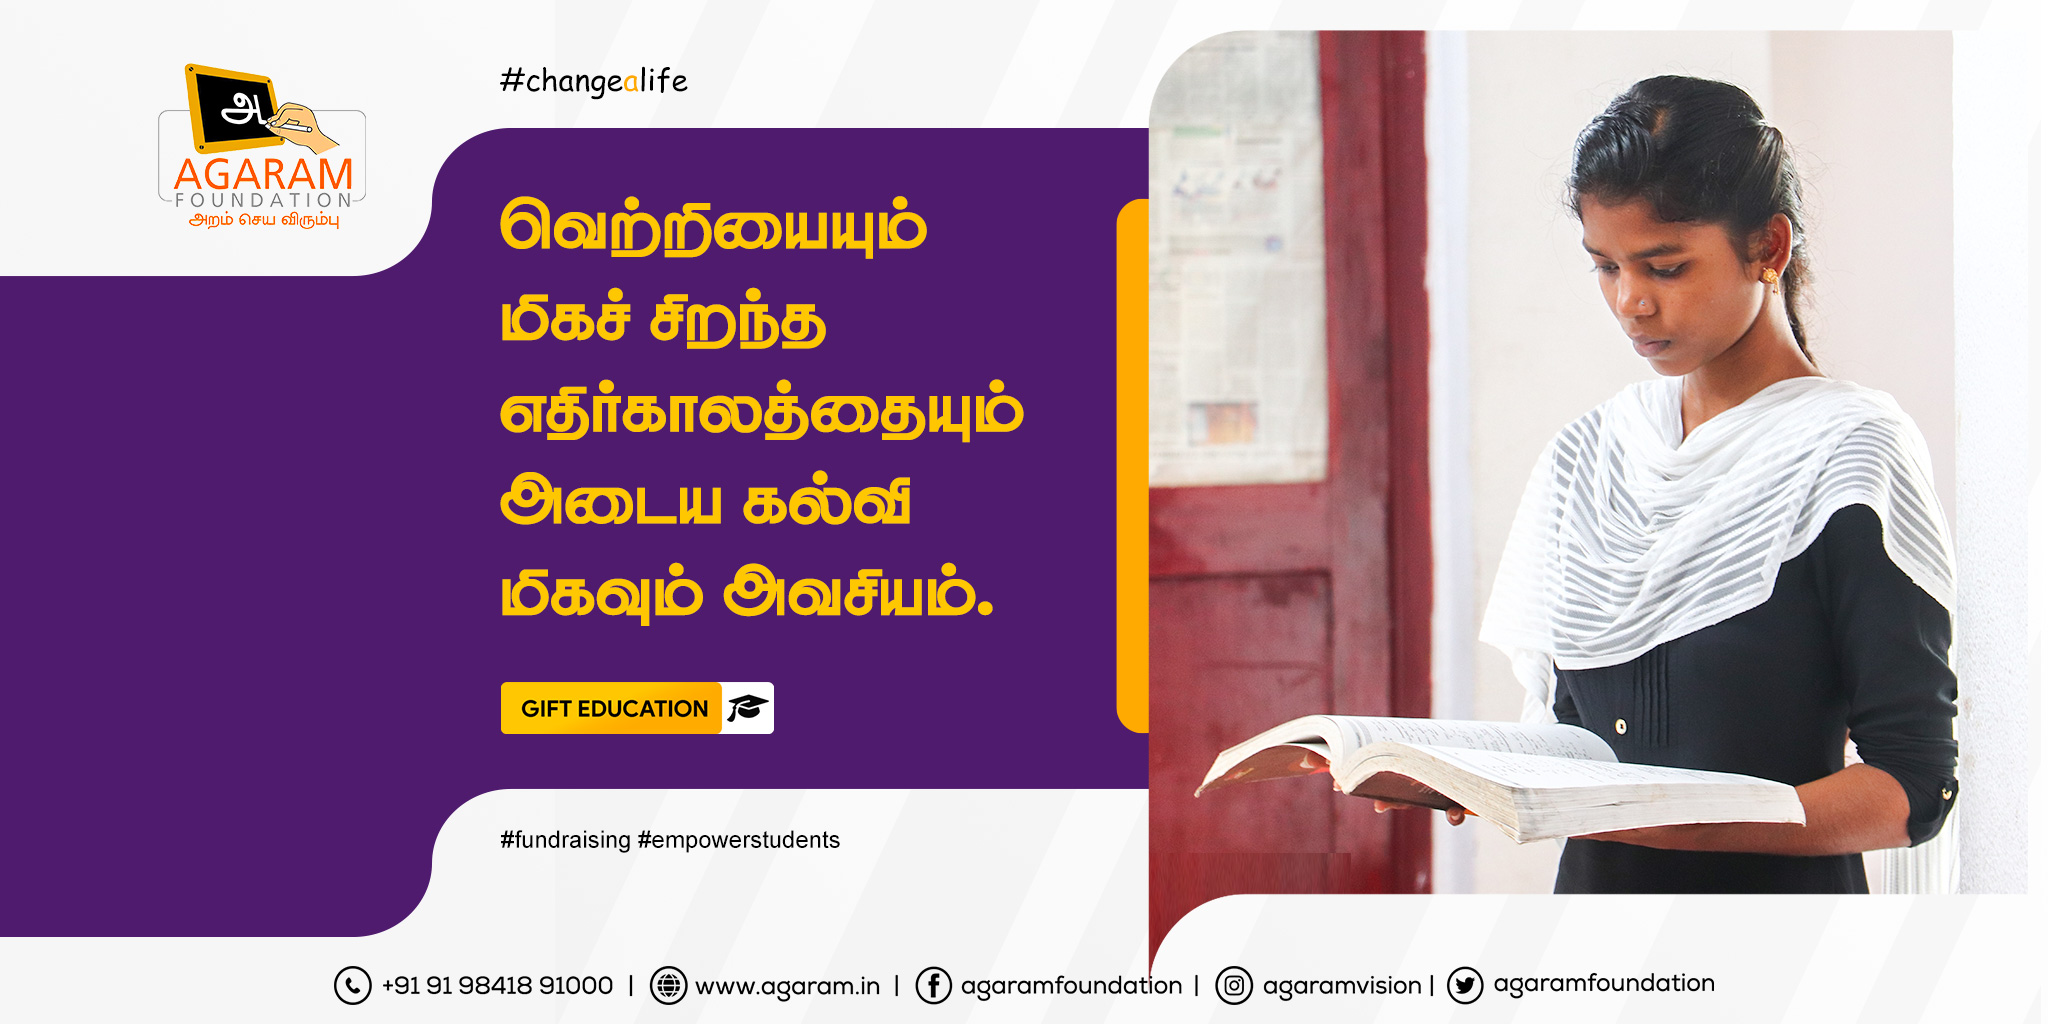 அ
AGARAM
FOUNDATION
அறம் செய விரும்பு
#changealife
வெற்றியையும்
மிகச் சிறந்த
எதிர்காலத்தையும்
அடைய கல்வி
மிகவும் அவசியம்.
GIFT EDUCATION
#fundraising #empowerstudents
+91 91 98418 91000 | www.agaram.in | agaramfoundation | agaramvision | agaramfoundation